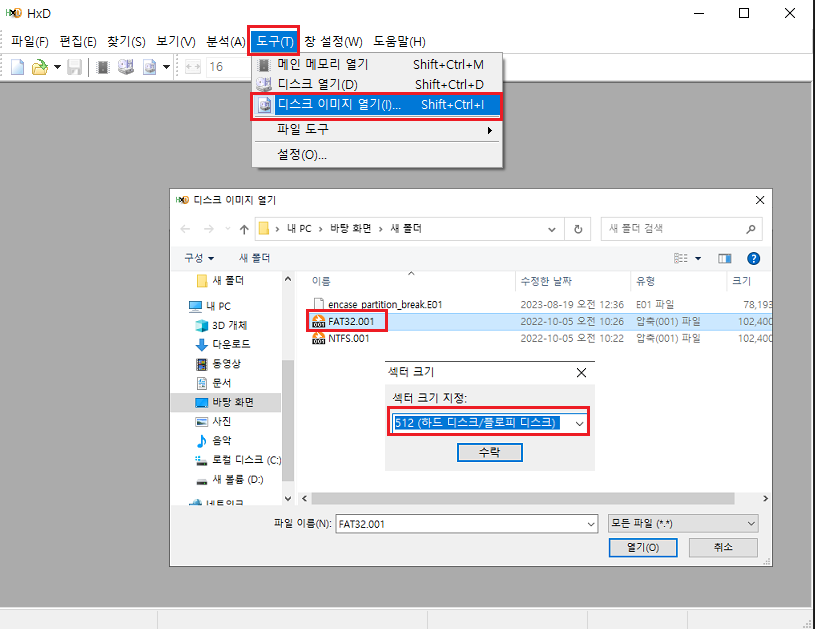 HxD
파일(F) 편집(E) 찾기(S) 보기(V) 분석(A) 도구(T) 창 설정(W) 도움말(H)
16
메인 메모리 열기 Shift+Ctrl+M
디스크 열기(D) Shift+Ctrl+D
디스크 이미지 열기(I)... Shift+Ctrl+I
파일 도구
설정(O)...
디스크 이미지 열기
내 PC › 바탕 화면 › 새 폴더
새 폴더 검색
구성 새 폴더
새 폴더
내 PC
3D 개체
다운로드
동영상
문서
바탕 화면
사진
음악
로컬 디스크 (C:)
새 볼륨 (D:)
네트워크
이름 수정한 날짜 유형 크기
encase_partition_break.E01 2023-08-19 오전 12:36 E01 파일 78,193
FAT32.001 2022-10-05 오전 10:26 압축(001) 파일 102,400
NTFS.001 2022-10-05 오전 10:22 압축(001) 파일 102,400
섹터 크기
섹터 크기 지정:
512 (하드 디스크/플로피 디스크)
수락
파일 이름(N): FAT32.001 모든 파일 (*.*)
열기(O) 취소